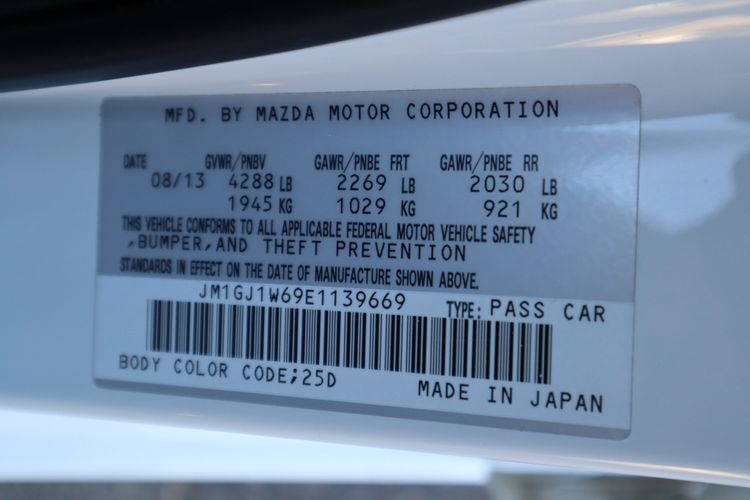 MFD. BY MAZDA MOTOR CORPORATION
DATE GVWR/PNBV GAWR/PNBE FRT GAWR/PNBE RR
08/13 4288 LB 2269 LB 2030 LB
1945 KG 1029 KG 921 KG
THIS VEHICLE CONFORMS TO ALL APPLICABLE FEDERAL MOTOR VEHICLE SAFETY
,BUMPER,AND THEFT PREVENTION
STANDARDS IN EFFECT ON THE DATE OF MANUFACTURE SHOWN ABOVE.
JM1GJ1W69E1139669 TYPE: PASS CAR
BODY COLOR CODE;25D
MADE IN JAPAN